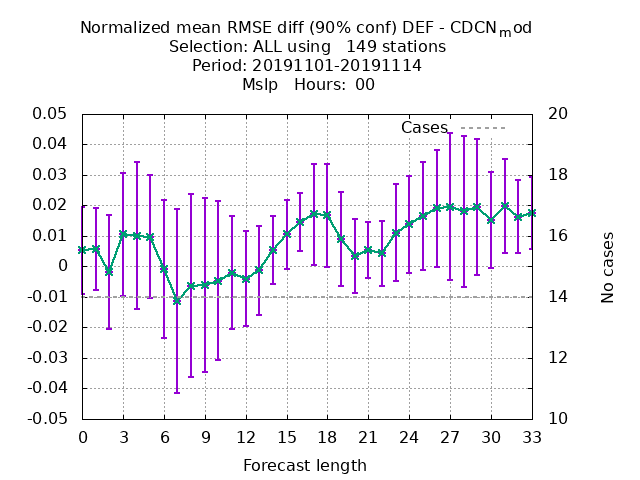 Normalized mean RMSE diff (90% conf) DEF - CDCNmod
Selection: ALL using 149 stations
Period: 20191101-20191114
Mslp Hours: 00
Cases
0.05
0.04
0.03
0.02
0.01
0
-0.01
-0.02
-0.03
-0.04
-0.05
20
18
16
14
12
10
No cases
0 3 6 9 12 15 18 21 24 27 30 33
Forecast length